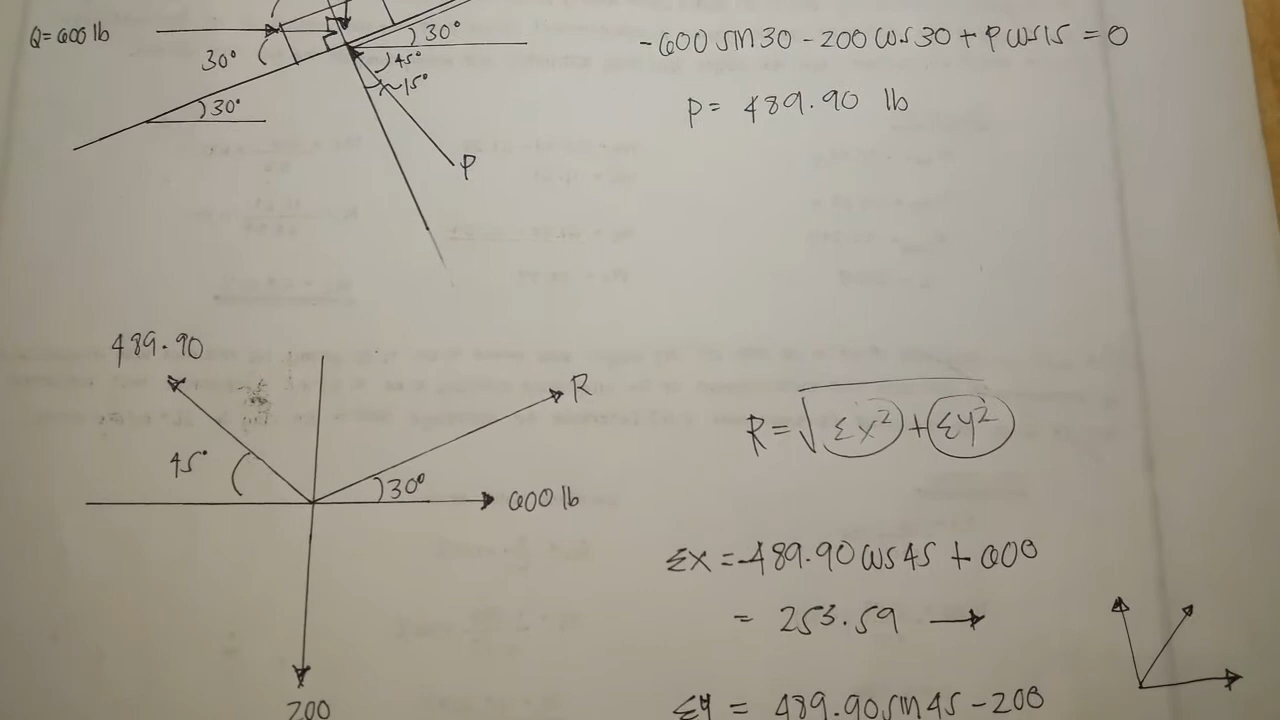 Q = 600 lb
30°
30°
30°
45°
15°
P
-600 sin 30 - 200 cos 30 + P cos 15 = 0
P = 489.90 lb
489.90
R
45°
30°
600 lb
200
R = √Σx² + Σy²
Σx = -489.90 cos 45 + 600
= 253.59 →
Σy = 489.90 sin 45 - 200